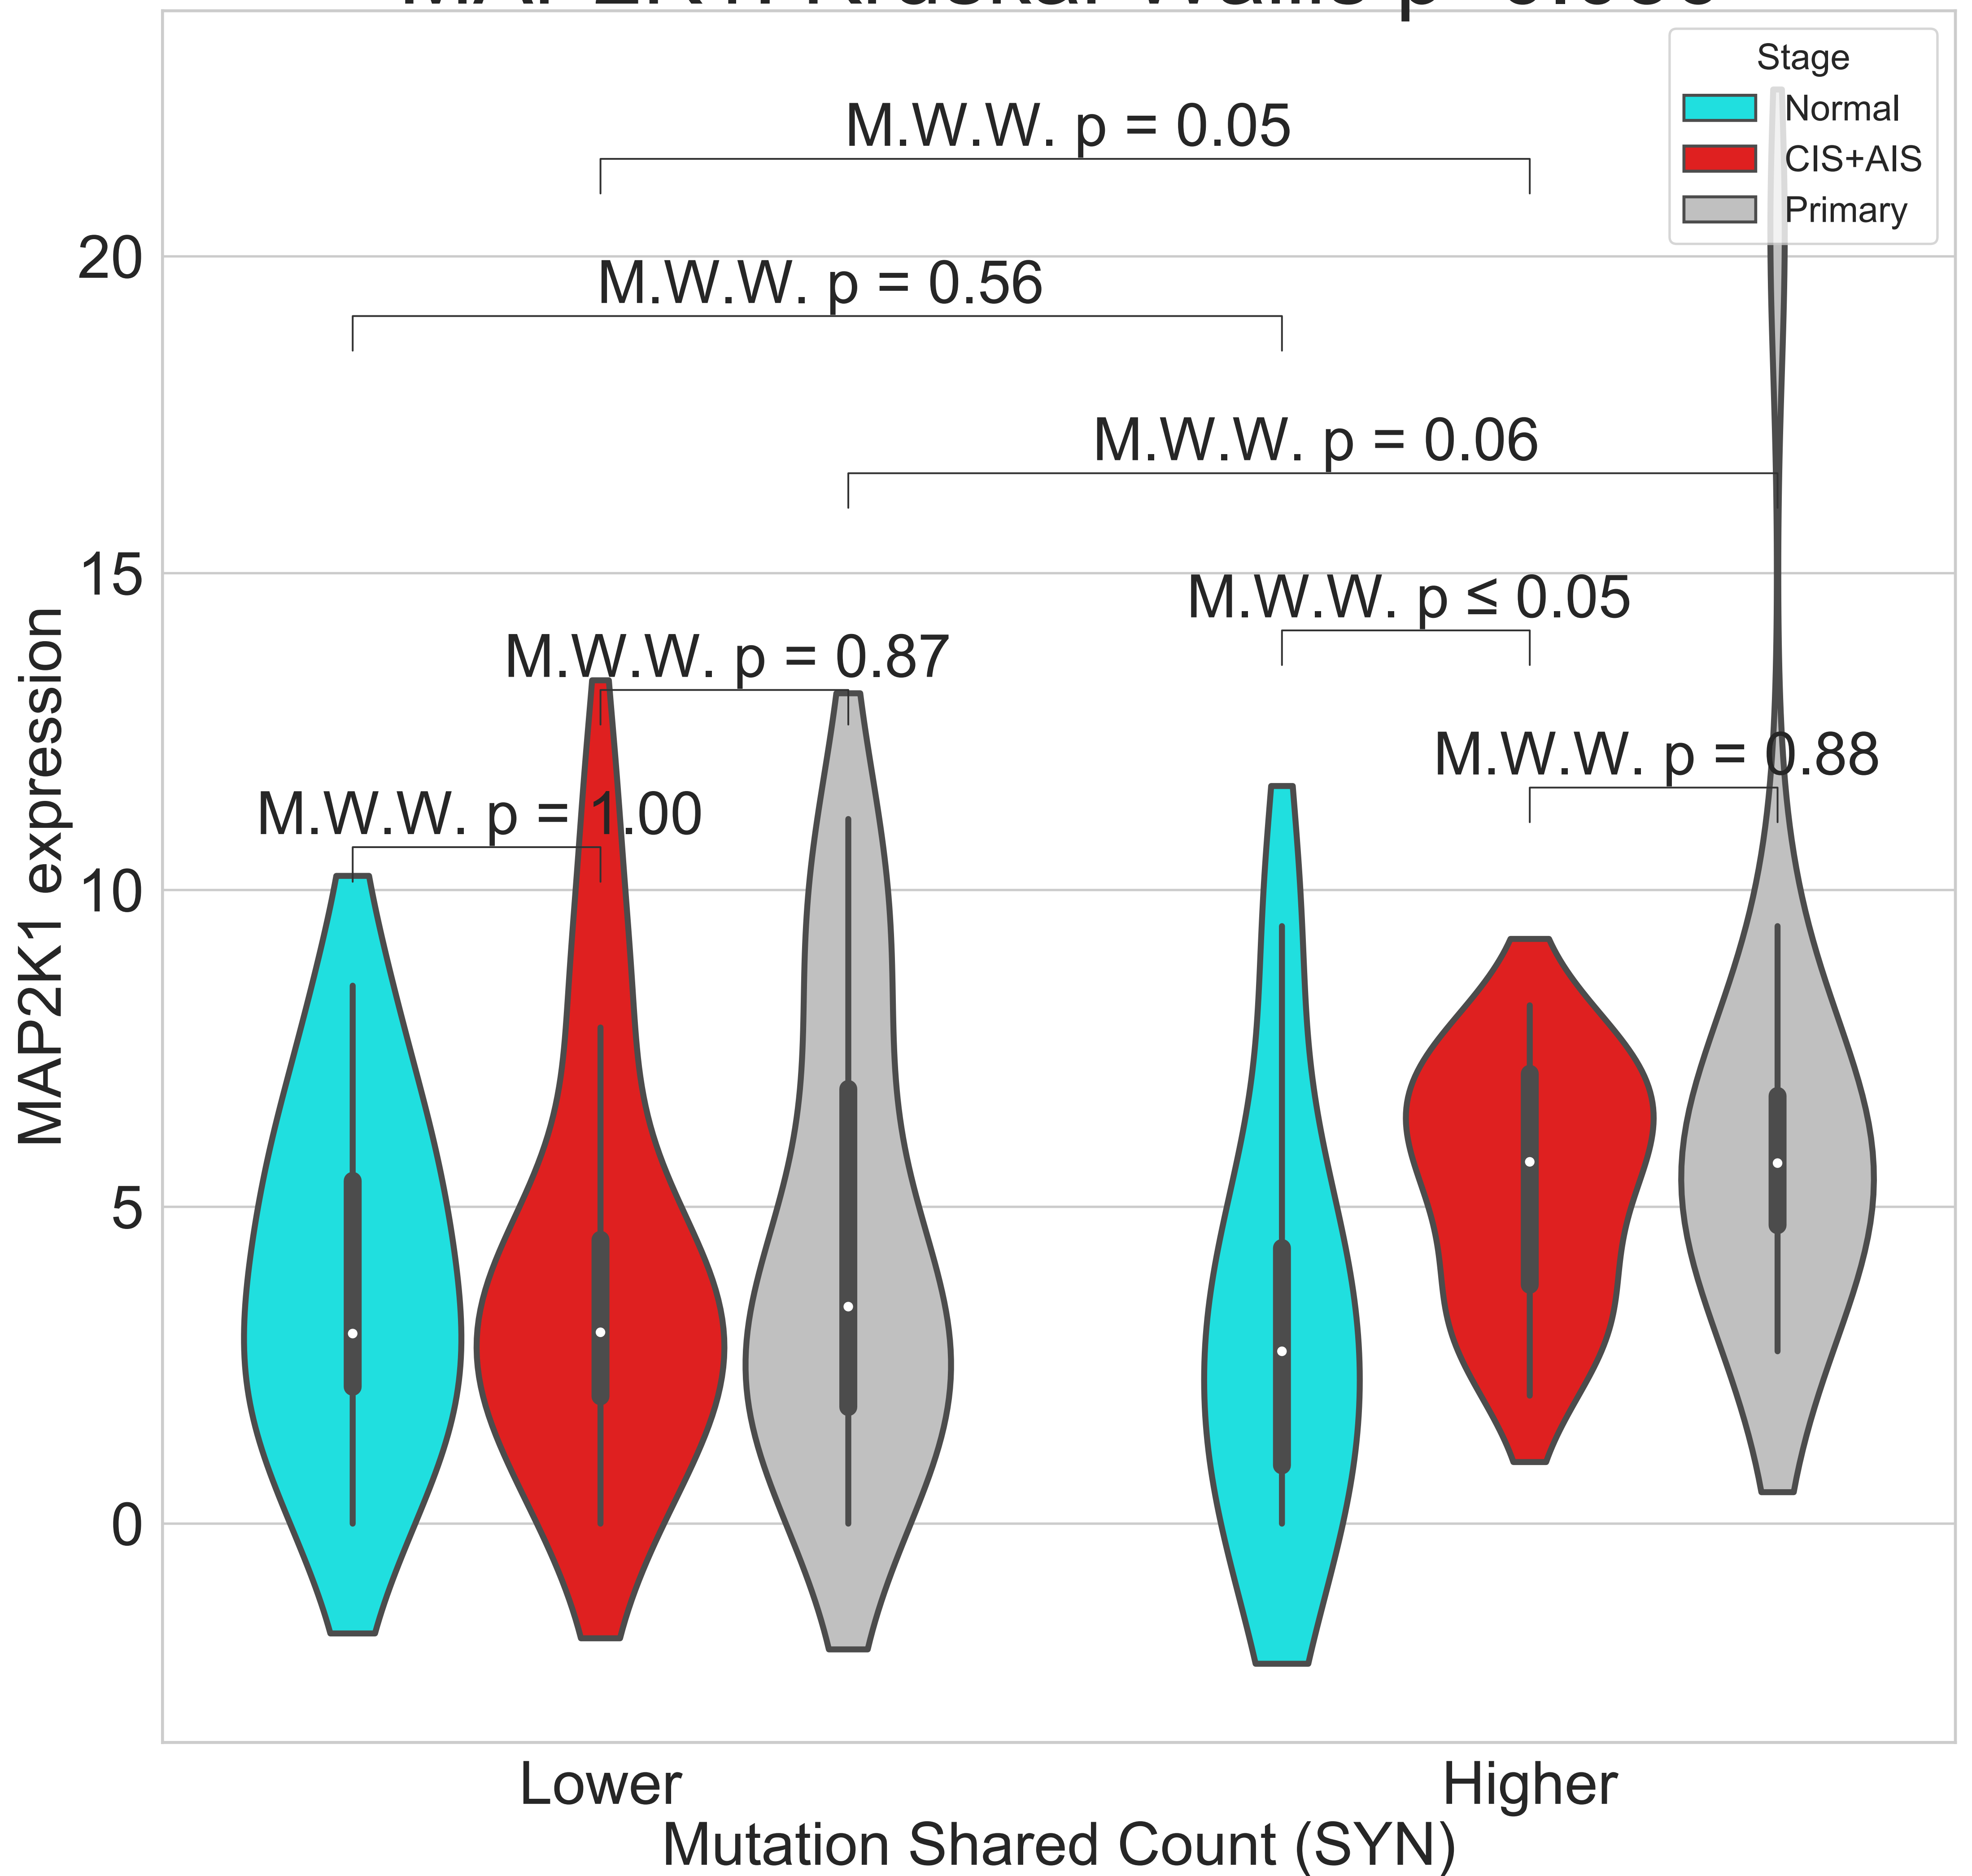 Stage
Normal
CIS+AIS
Primary
M.W.W. p = 0.05
M.W.W. p = 0.56
M.W.W. p = 0.06
M.W.W. p ≤ 0.05
M.W.W. p = 0.87
M.W.W. p = 0.88
M.W.W. p = 1.00
20
15
10
5
0
MAP2K1 expression
Lower
Higher
Mutation Shared Count (SYN)